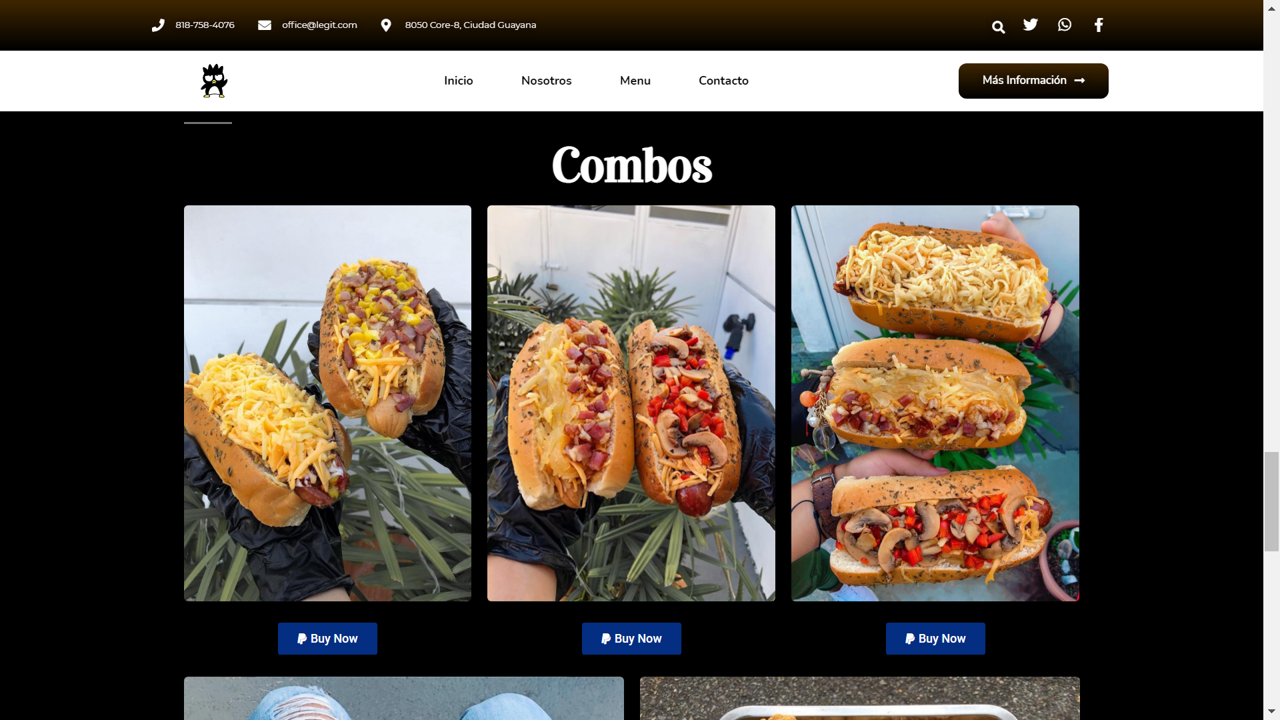 818-758-4076 office@legit.com 8050 Core-8, Ciudad Guayana
Inicio Nosotros Menu Contacto Más Información
Combos
Buy Now Buy Now Buy Now